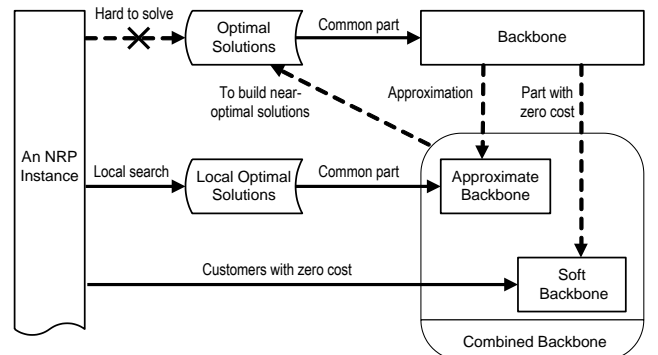 Hard to solve
Optimal
Solutions
Common part
Backbone
To build near-
optimal solutions
Approximation
Part with
zero cost
An NRP
Instance
Local search
Local Optimal
Solutions
Common part
Approximate
Backbone
Customers with zero cost
Soft
Backbone
Combined Backbone